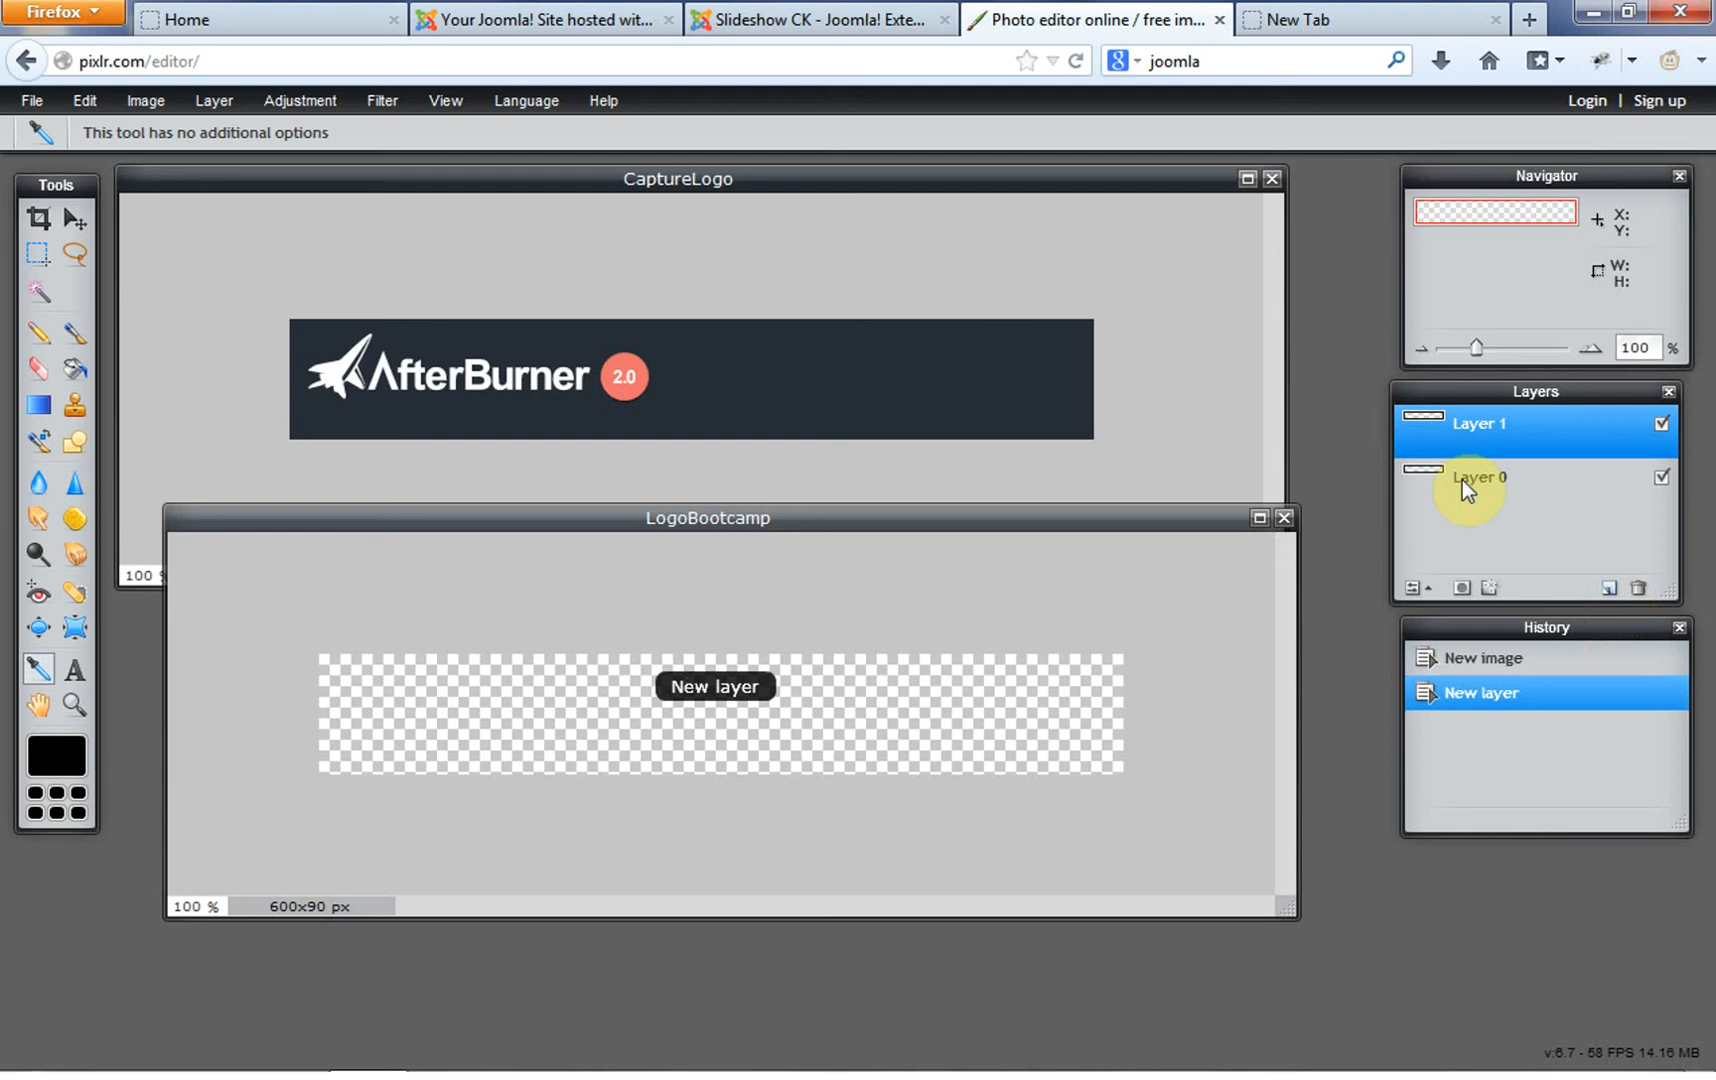 Firefox
Home
Your Joomla! Site hosted wit...
Slideshow CK - Joomla! Exte...
Photo editor online / free im...
New Tab
pixlr.com/editor/
joomla
File Edit Image Layer Adjustment Filter View Language Help
Login | Sign up
This tool has no additional options
Tools
CaptureLogo
AfterBurner 2.0
100 %
LogoBootcamp
New layer
100 % 600x90 px
Navigator
X:
Y:
W:
H:
100 %
Layers
Layer 1
Layer 0
History
New image
New layer
v:6.7 - 58 FPS 14.16 MB